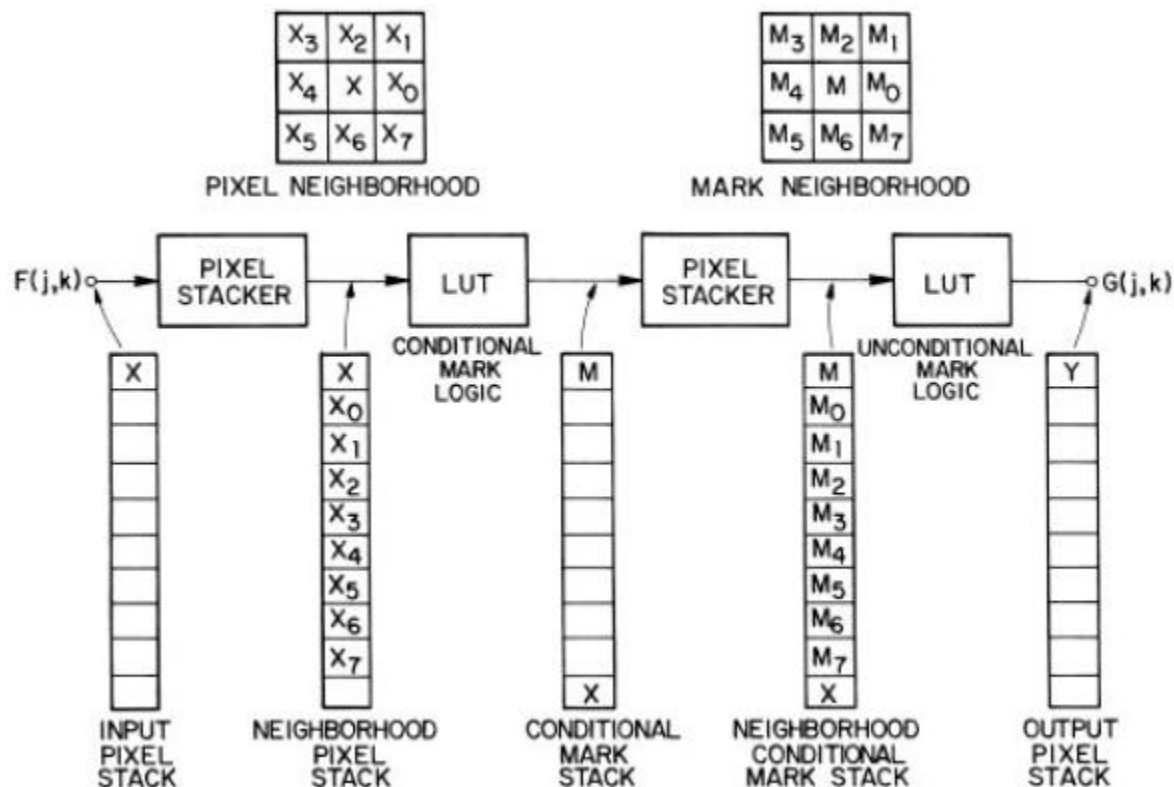 X₃ X₂ X₁
X₄ X X₀
X₅ X₆ X₇
PIXEL NEIGHBORHOOD
M₃ M₂ M₁
M₄ M M₀
M₅ M₆ M₇
MARK NEIGHBORHOOD
F(j,k)
PIXEL
STACKER
LUT
CONDITIONAL
MARK
LOGIC
PIXEL
STACKER
LUT
UNCONDITIONAL
MARK
LOGIC
G(j,k)
X
INPUT
PIXEL
STACK
X
X₀
X₁
X₂
X₃
X₄
X₅
X₆
X₇
NEIGHBORHOOD
PIXEL
STACK
M
X
CONDITIONAL
MARK
STACK
M
M₀
M₁
M₂
M₃
M₄
M₅
M₆
M₇
X
NEIGHBORHOOD
CONDITIONAL
MARK STACK
Y
OUTPUT
PIXEL
STACK